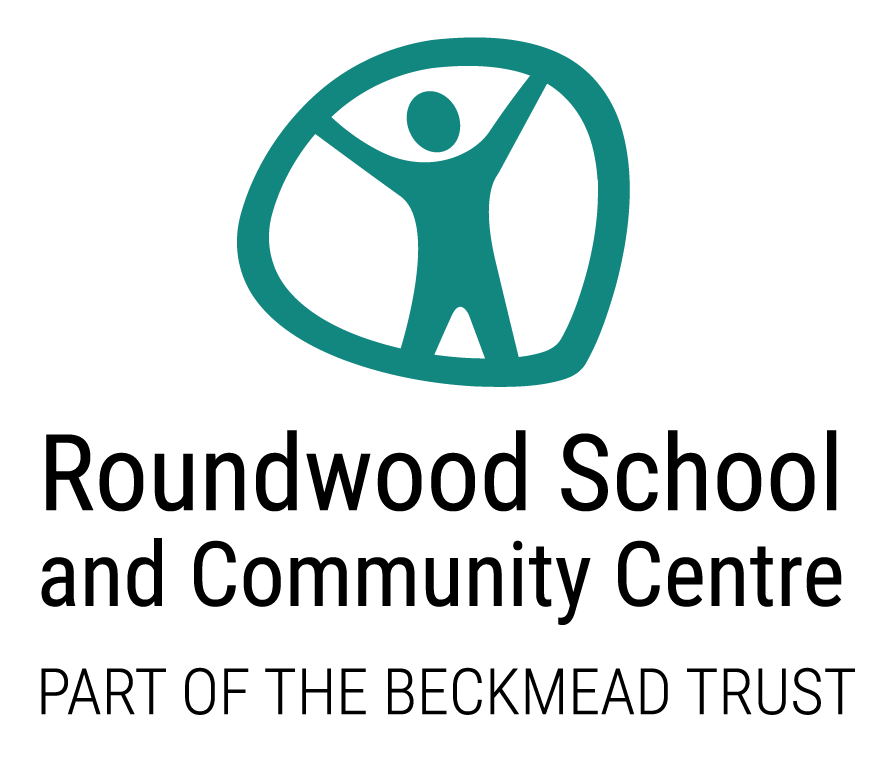 Roundwood School
and Community Centre
PART OF THE BECKMEAD TRUST